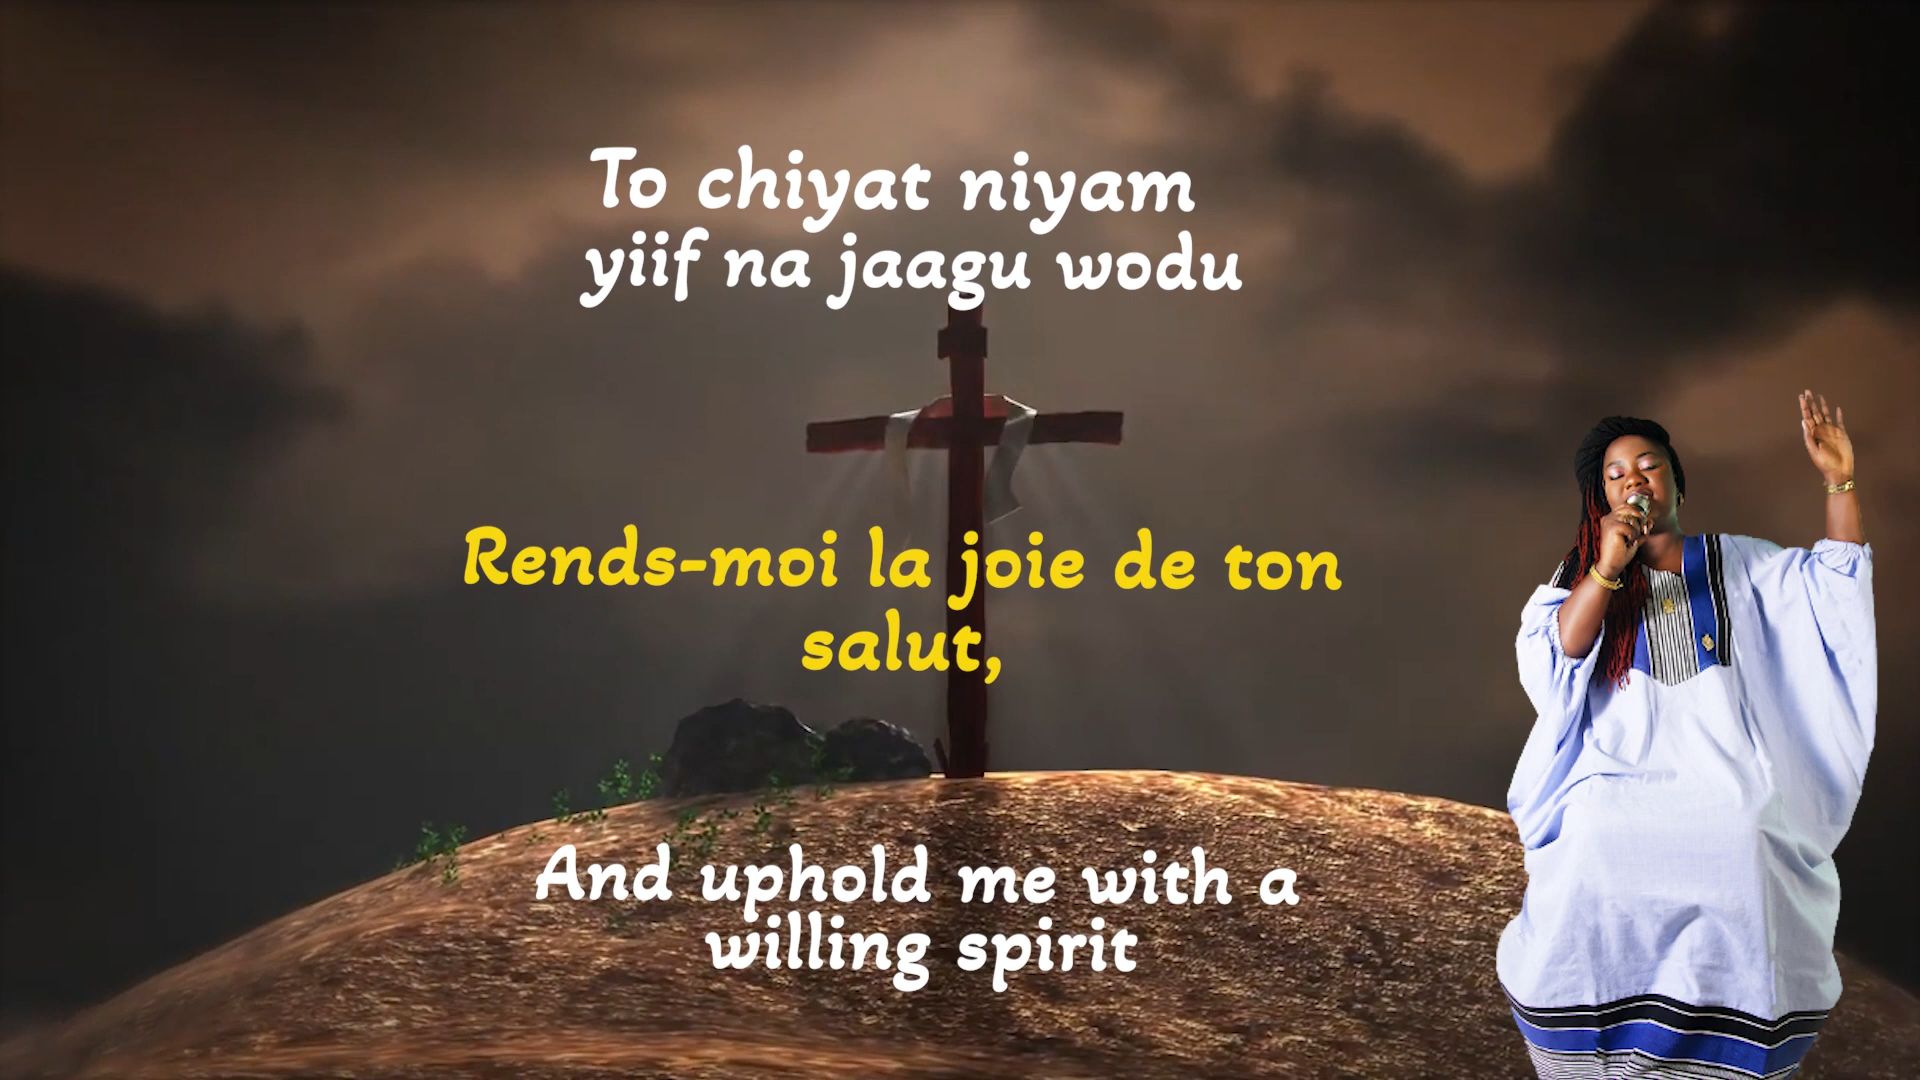 To chiyat niyam
yiif na jaagu wodu
Rends-moi la joie de ton
salut,
And uphold me with a
willing spirit